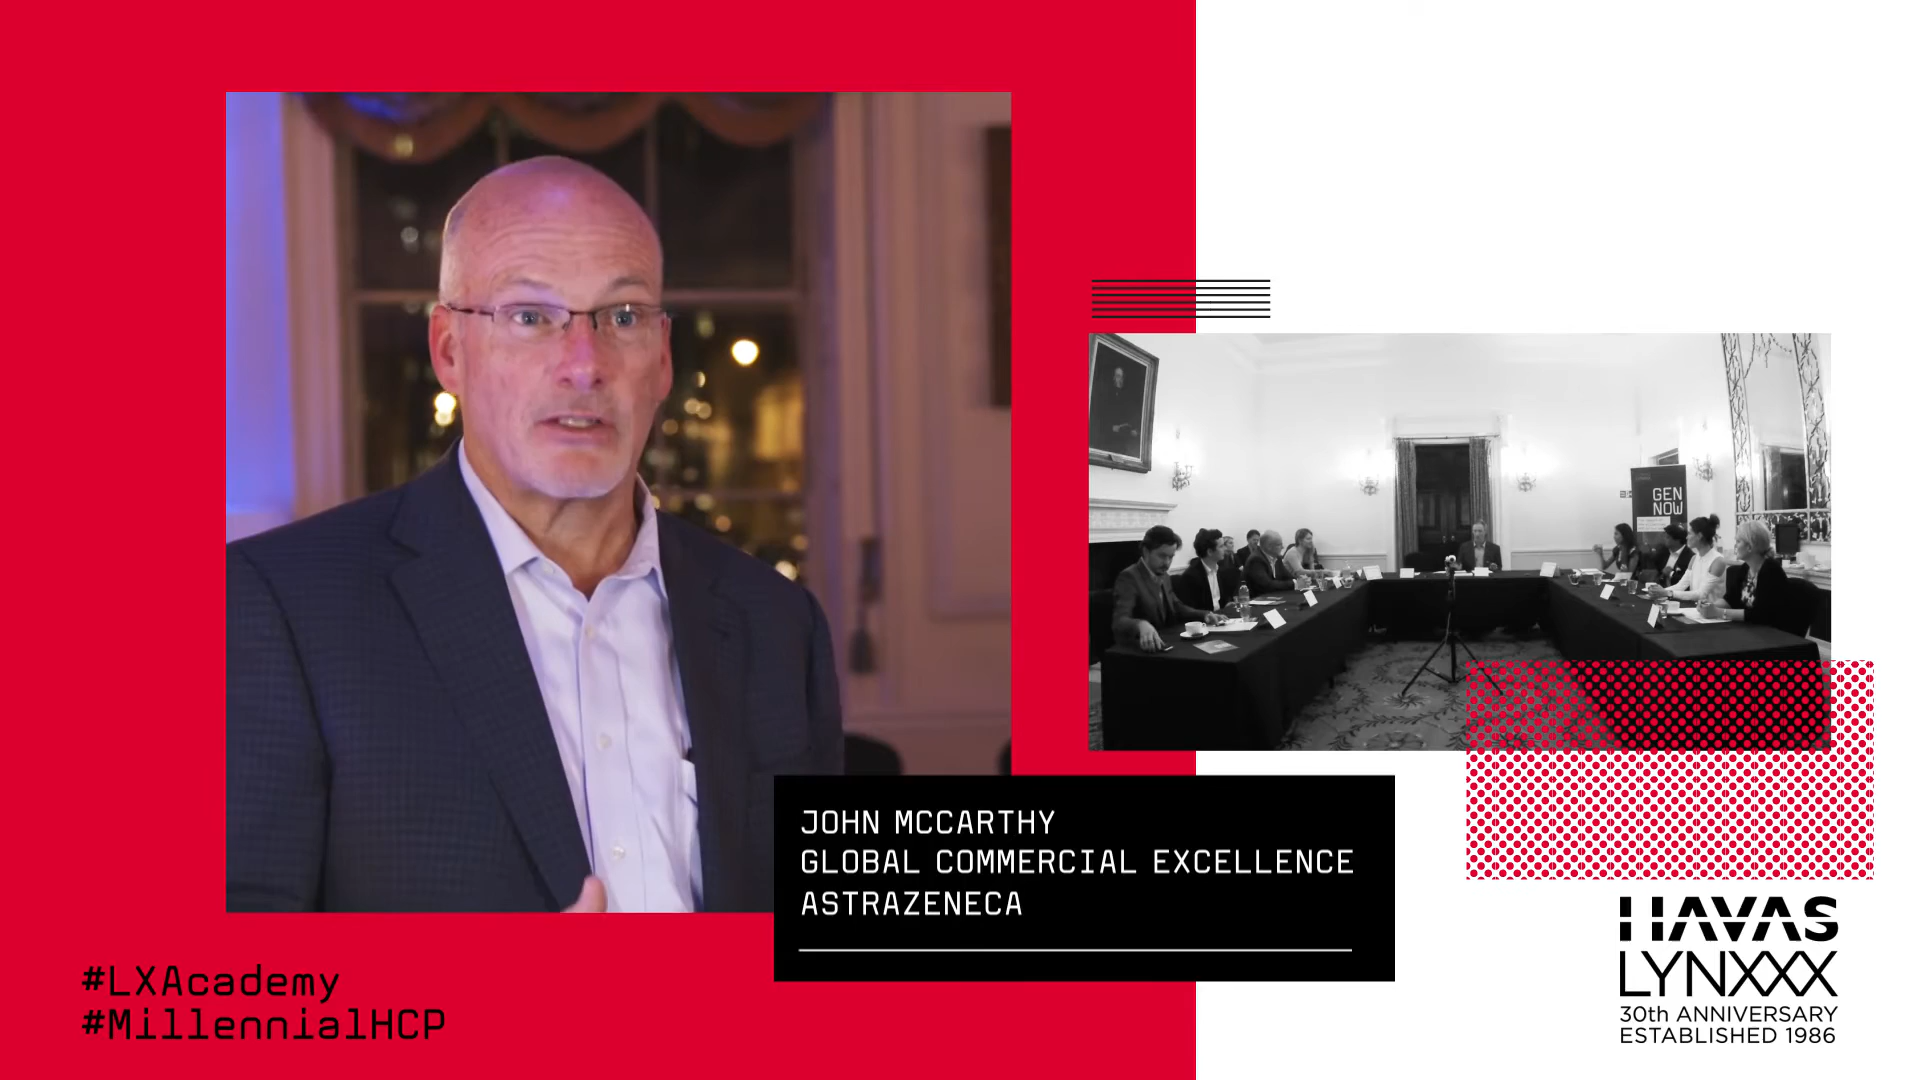 GEN
NOW
JOHN MCCARTHY
GLOBAL COMMERCIAL EXCELLENCE
ASTRAZENECA
#LXAcademy
#MillennialHCP
HAVAS
LYNXXX
30th ANNIVERSARY
ESTABLISHED 1986